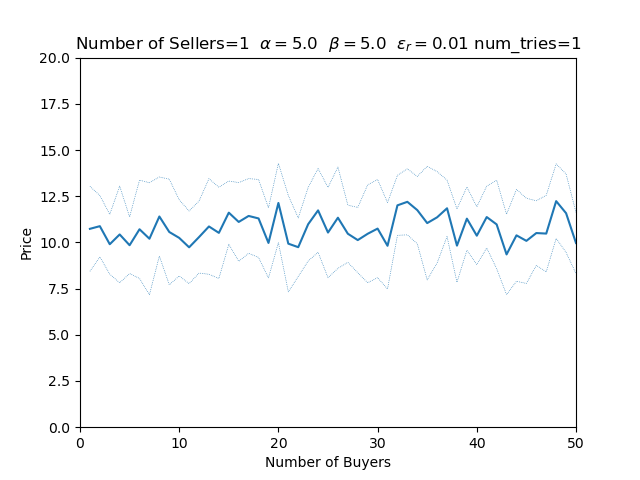 Number of Sellers=1 α = 5.0 β = 5.0 εr = 0.01 num_tries=1
20.0
17.5
15.0
12.5
10.0
7.5
5.0
2.5
0.0
Price
0 10 20 30 40 50
Number of Buyers